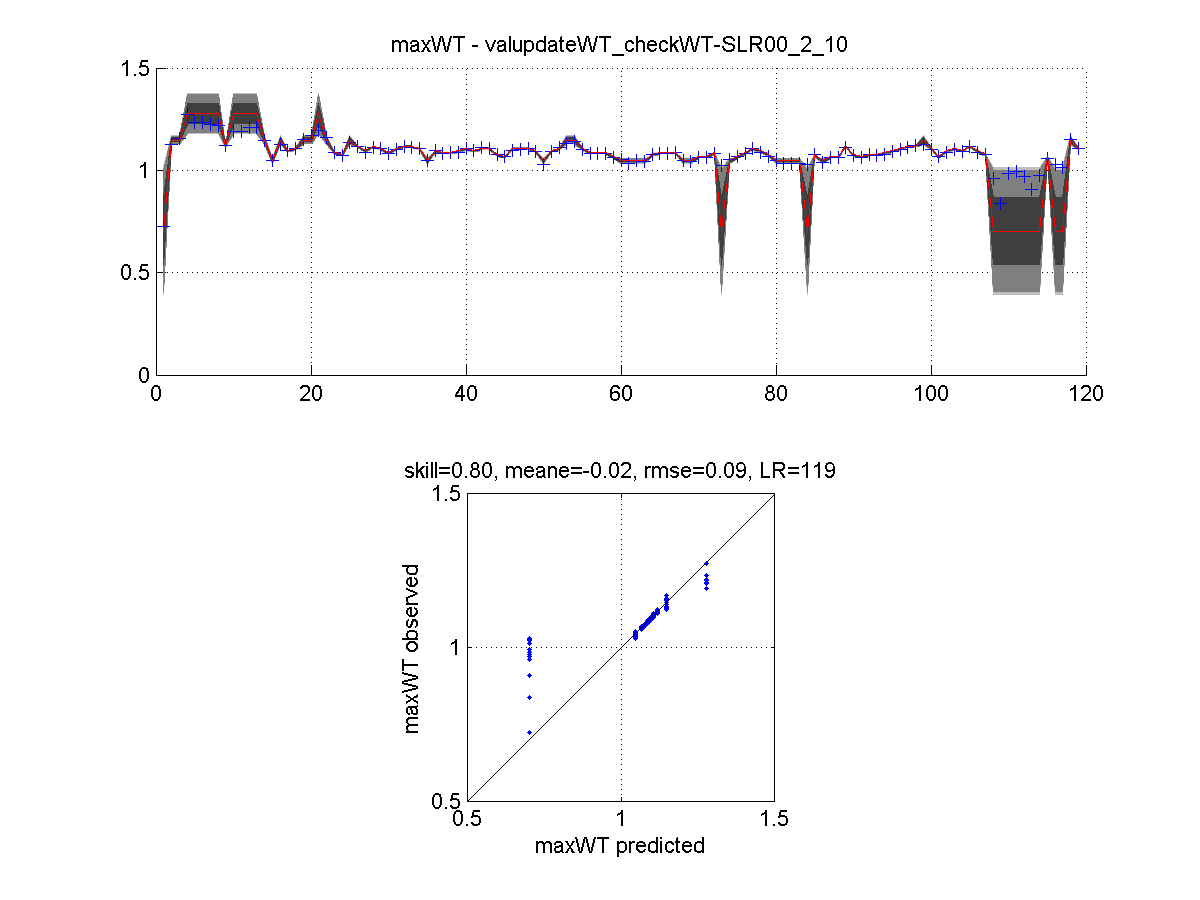 maxWT - valupdateWT_checkWT-SLR00_2_10
1.5
1
0.5
0
0 20 40 60 80 100 120
skill=0.80, meane=-0.02, rmse=0.09, LR=119
1.5
maxWT observed
1
0.5
0.5 1 1.5
maxWT predicted